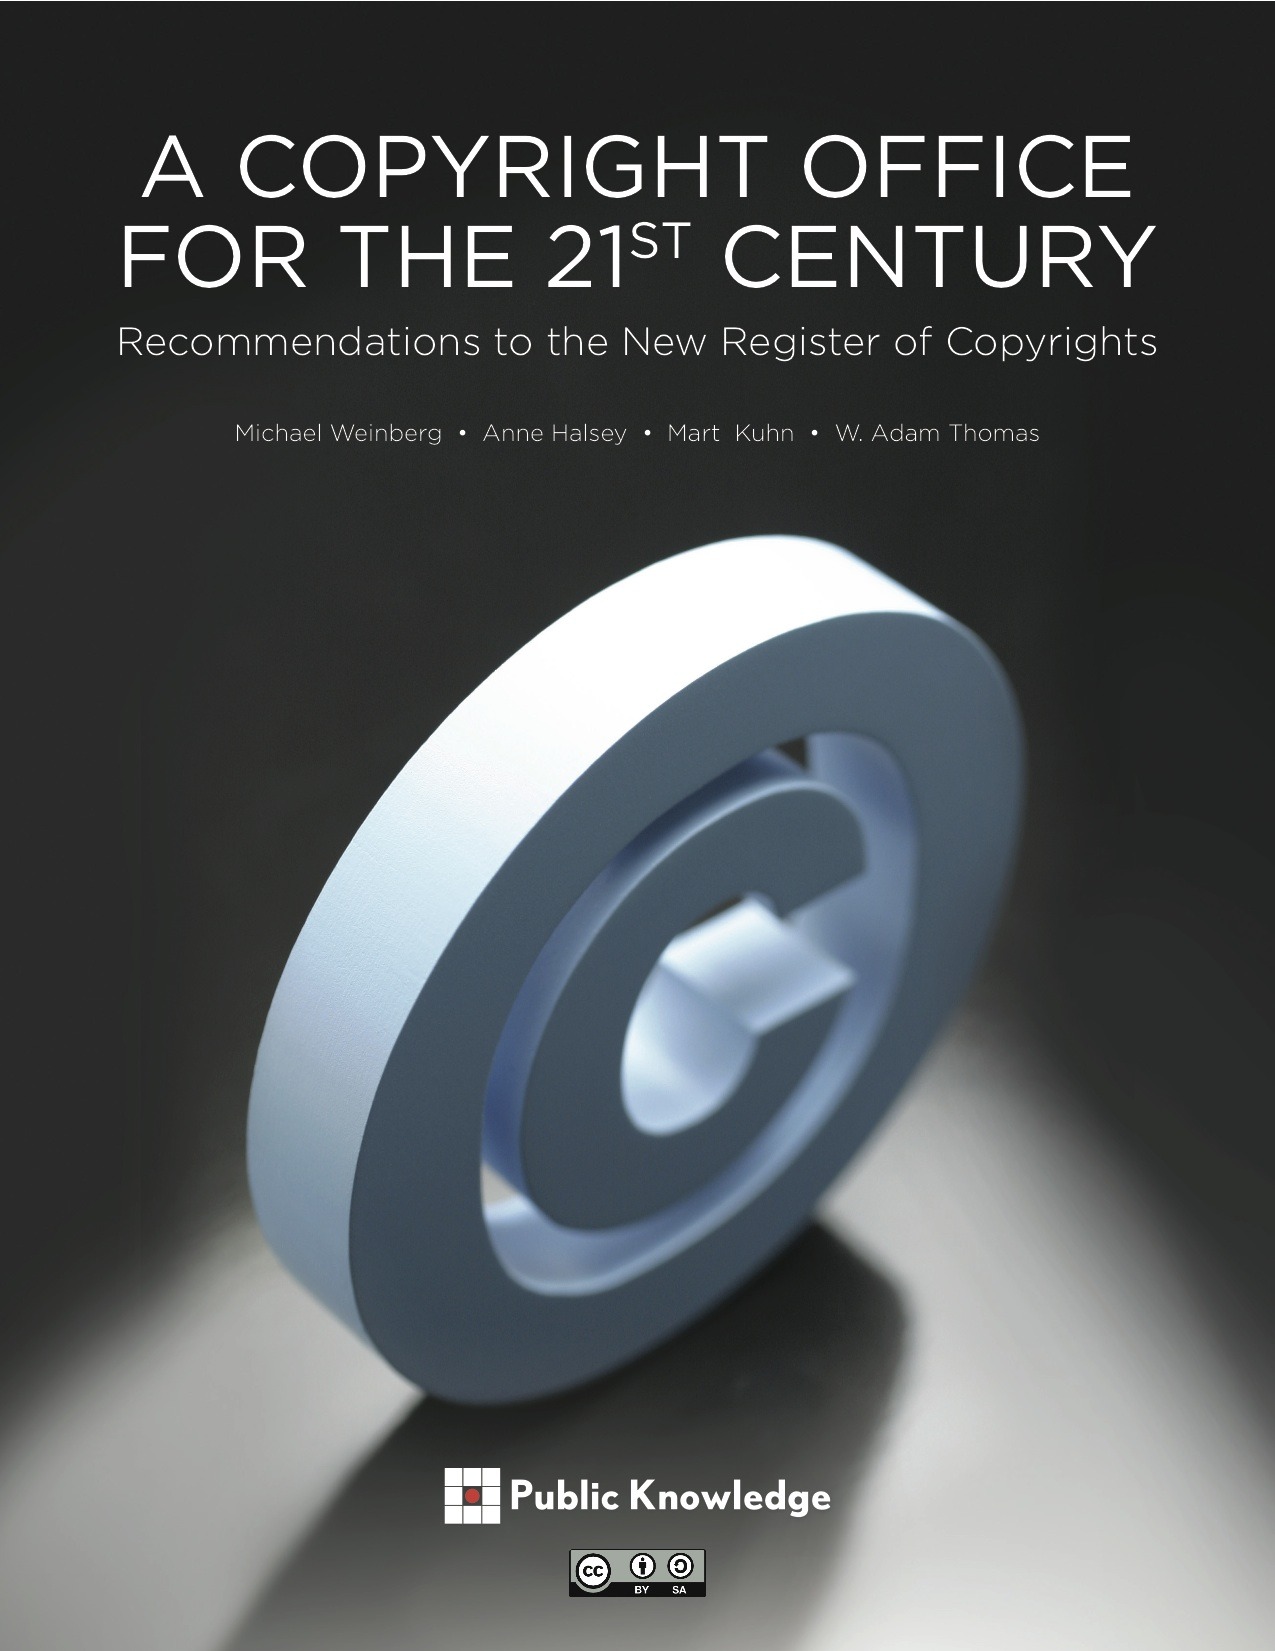 A COPYRIGHT OFFICE
FOR THE 21ST CENTURY
Recommendations to the New Register of Copyrights
Michael Weinberg • Anne Halsey • Mart Kuhn • W. Adam Thomas
Public Knowledge
cc
BY SA